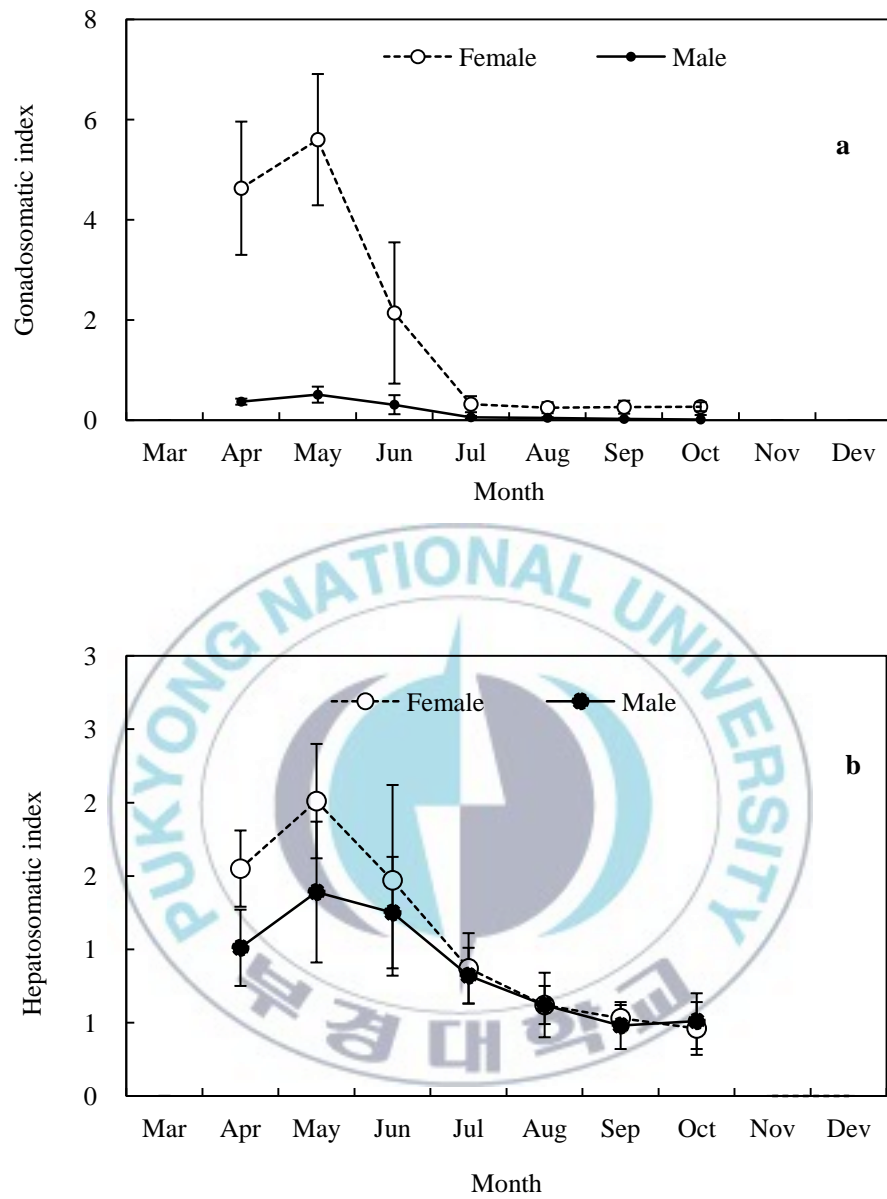 8
Female Male
6
a
4
Gonadosomatic index
2
0
Mar Apr May Jun Jul Aug Sep Oct Nov Dev
Month
PUKYONG NATIONAL UNIVERSITY
3
3
Female Male
b
2
2
Hepatosomatic index
1
1
부경대학교
0
Mar Apr May Jun Jul Aug Sep Oct Nov Dev
Month